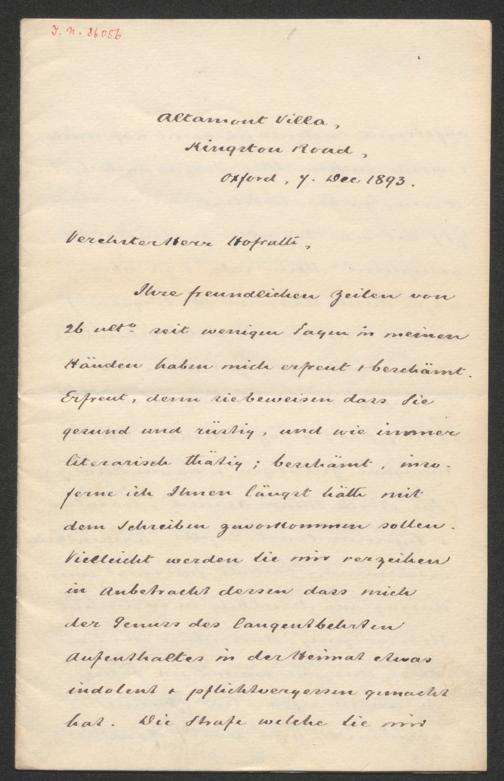 I. N. 86056
Altamont Villa,
Kingston Road,
Oxford, 7. Dec 1893.
Verehrter Herr Hofrath,
Ihre freundlichen Zeilen von
26 ult° seit wenigen Tagen in meinen
Händen haben mich erfreut & beschämt.
Erfreut, denn sie beweisen dass Sie
gesund und rüstig, und wie immer
literarisch thätig; beschämt, inso-
ferne ich Ihnen längst hätte mit
dem Schreiben zuvorkommen sollen.
Vielleicht werden Sie mir verzeihen
in Anbetracht dessen dass mich
der Genuss des langentbehrten
Aufenthaltes in der Heimat etwas
indolent & pflichtvergessen gemacht
hat. Die Strafe welche Sie mir